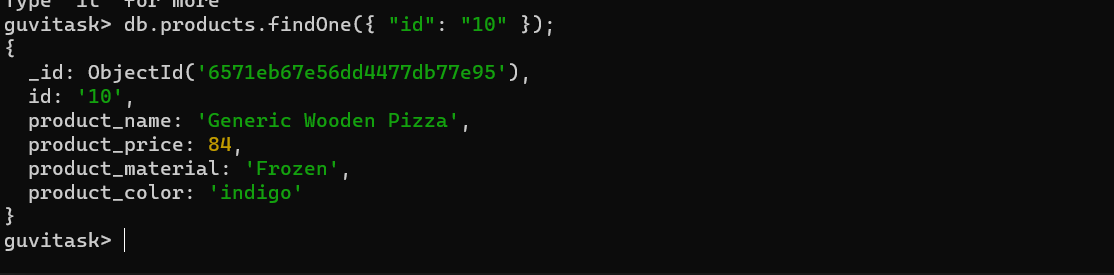 Type "it" for more
guvitask> db.products.findOne({ "id": "10" });
{
  _id: ObjectId('6571eb67e56dd4477db77e95'),
  id: '10',
  product_name: 'Generic Wooden Pizza',
  product_price: 84,
  product_material: 'Frozen',
  product_color: 'indigo'
}
guvitask>